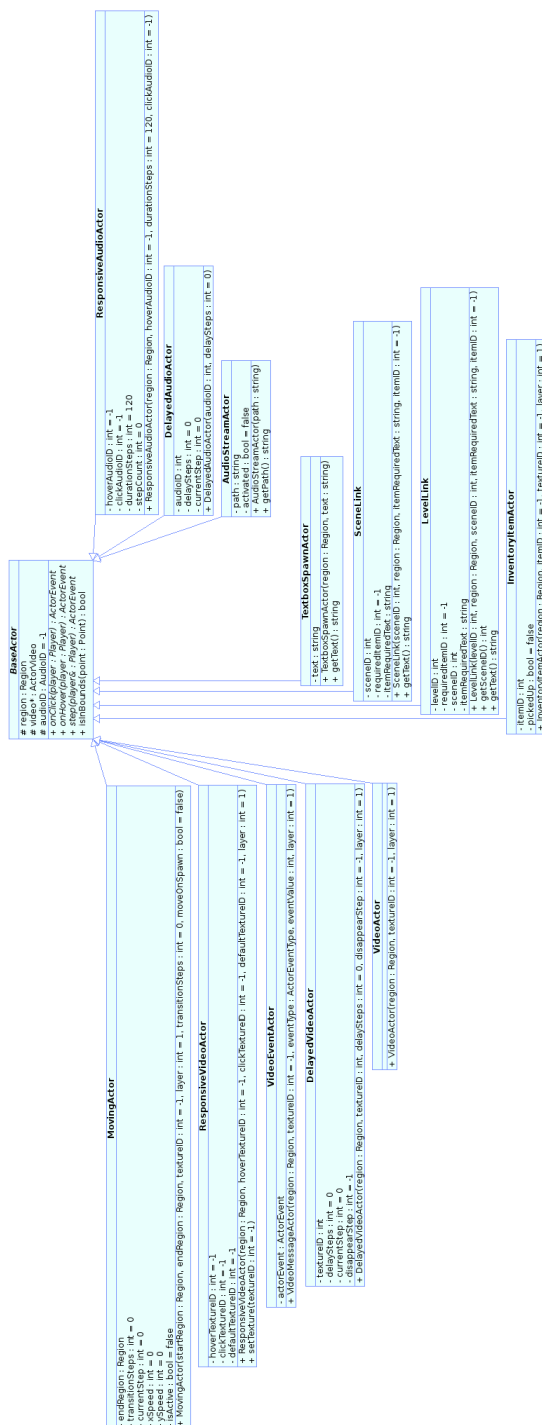 BaseActor
# region : Region
# video* : ActorVideo
# audioID : AudioID = -1
+ onClick(player : Player) : ActorEvent
+ onHover(player : Player) : ActorEvent
+ step(player& : Player) : ActorEvent
+ isInBounds(point : Point) : bool
ResponsiveAudioActor
- hoverAudioID : int = -1
- clickAudioID : int = -1
- durationSteps : int = 120
- stepCount : int = 0
+ ResponsiveAudioActor(region : Region, hoverAudioID : int = -1, durationSteps : int = 120, clickAudioID : int = -1)
DelayedAudioActor
- audioID : int
- delaySteps : int = 0
- currentStep : int = 0
+ DelayedAudioActor(audioID : int, delaySteps : int = 0)
AudioStreamActor
- path : string
- activated : bool = false
+ AudioStreamActor(path : string)
+ getPath() : string
TextboxSpawnActor
- text : string
+ TextboxSpawnActor(region : Region, text : string)
+ getText() : string
SceneLink
- sceneID : int
- requiredItemID : int = -1
- itemRequiredText : string
+ SceneLink(sceneID : int, region : Region, itemRequiredText : string, itemID : int = -1)
+ getText() : string
LevelLink
- levelID : int
- requiredItemID : int = -1
- sceneID : int
- itemRequiredText : string
+ LevelLink(levelID : int, region : Region, sceneID : int, itemRequiredText : string, itemID : int = -1)
+ getSceneID() : int
+ getText() : string
InventoryItemActor
- itemID : int
- pickedUp : bool = false
+ InventoryItemActor(region : Region, itemID : int = -1, textureID : int = -1, layer : int = 1)
MovingActor
- endRegion : Region
- transitionSteps : int = 0
- currentStep : int = 0
- xSpeed : int = 0
- ySpeed : int = 0
- isActive : bool = false
+ MovingActor(startRegion : Region, endRegion : Region, textureID : int = -1, layer : int = 1, transitionSteps : int = 0, moveOnSpawn : bool = false)
ResponsiveVideoActor
- hoverTextureID : int = -1
- clickTextureID : int = -1
- defaultTextureID : int = -1
+ ResponsiveVideoActor(region : Region, hoverTextureID : int = -1, clickTextureID : int = -1, defaultTextureID : int = -1, layer : int = 1)
+ setTexture(textureID : int = -1)
VideoEventActor
- actorEvent : ActorEvent
+ VideoMessageActor(region : Region, textureID : int = -1, eventType : ActorEventType, eventValue : int, layer : int = 1)
DelayedVideoActor
- textureID : int
- delaySteps : int = 0
- currentStep : int = 0
- disappearStep : int = -1
+ DelayedVideoActor(region : Region, textureID : int, delaySteps : int = 0, disappearStep : int = -1, layer : int = 1)
VideoActor
+ VideoActor(region : Region, textureID : int = -1, layer : int = 1)